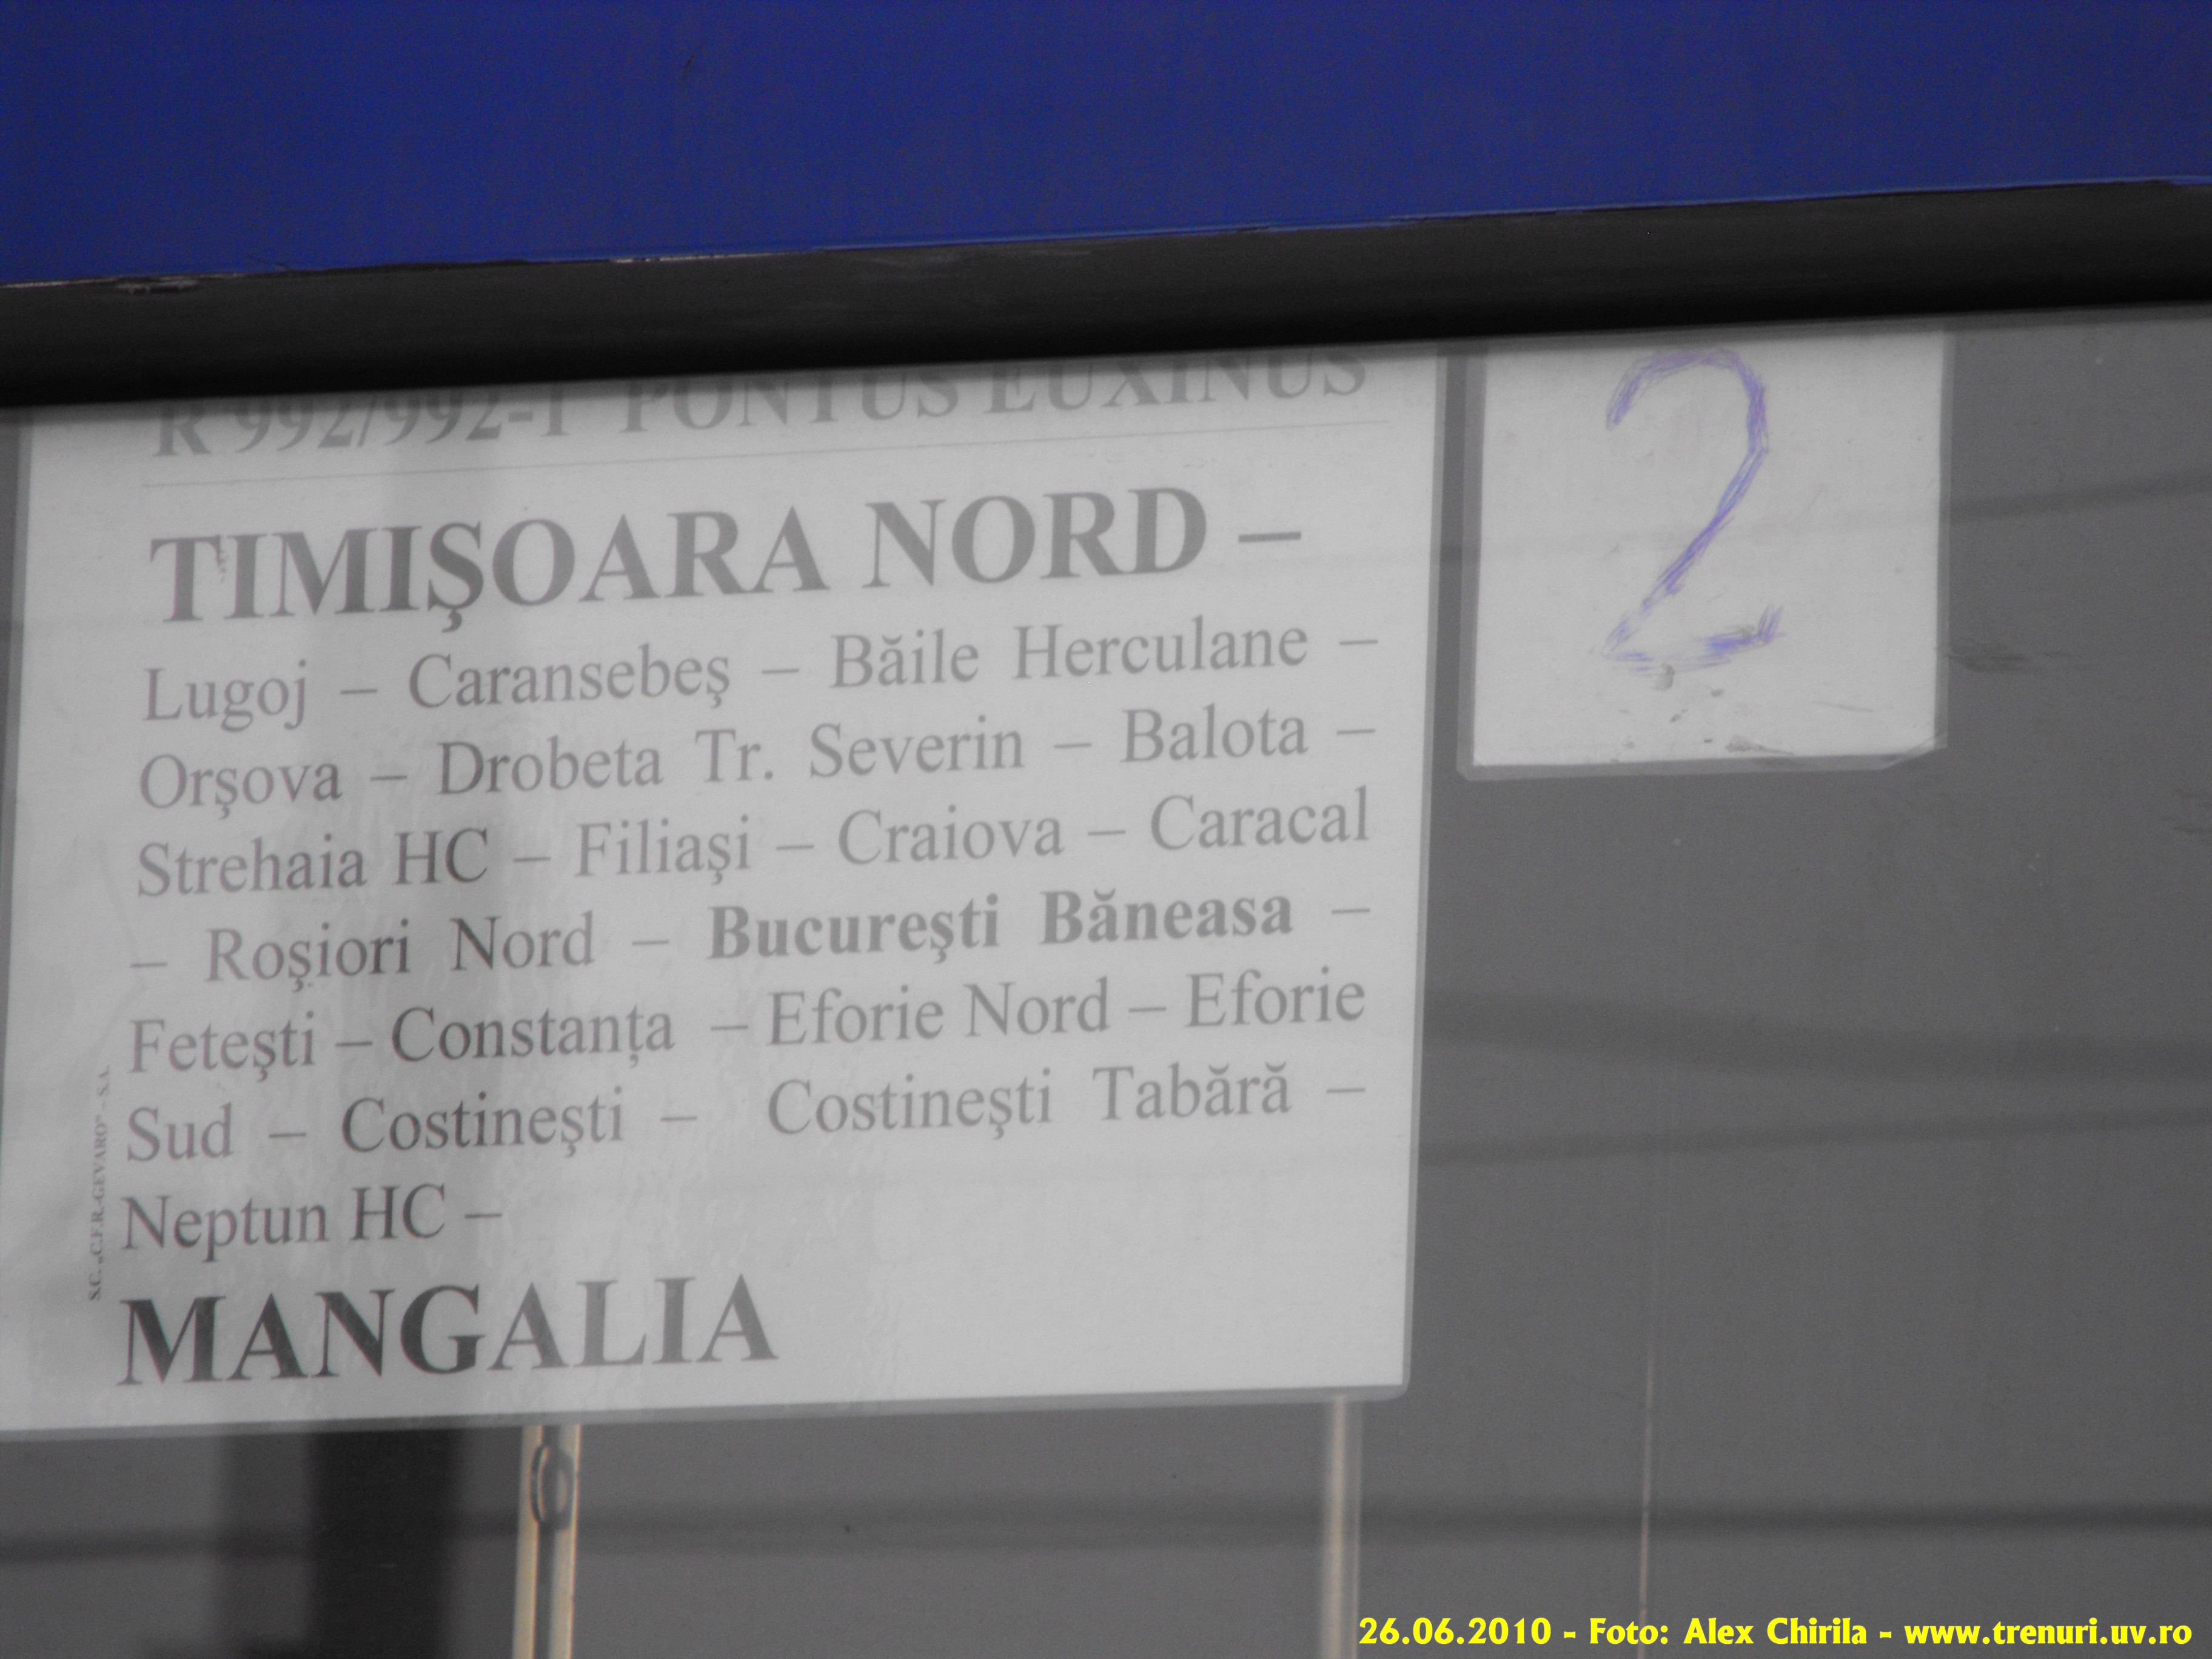 R 992/992-1 PONTUS EUXINUS
2
TIMIŞOARA NORD –
Lugoj – Caransebeş – Băile Herculane –
Orşova – Drobeta Tr. Severin – Balota –
Strehaia HC – Filiaşi – Craiova – Caracal
– Roşiori Nord – Bucureşti Băneasa –
Feteşti – Constanța – Eforie Nord – Eforie
Sud – Costineşti – Costineşti Tabără –
Neptun HC –
MANGALIA
S.C. „C.F.R.-GEVARO” – S.A.
26.06.2010 - Foto: Alex Chirila - www.trenuri.uv.ro